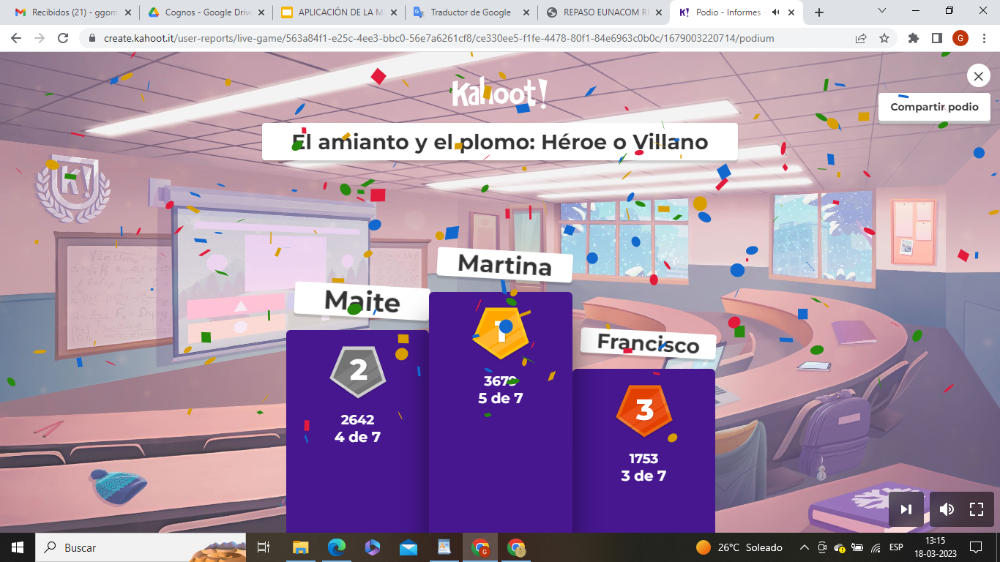 Recibidos (21) - ggom
Cognos - Google Drive
APLICACIÓN DE LA M
Traductor de Google
REPASO EUNACOM RE
K! Podio - Informes -
create.kahoot.it/user-reports/live-game/563a84f1-e25c-4ee3-bbc0-56e7a6261cf8/ce330ee5-f1fe-4478-80f1-84e6963c0b0c/1679003220714/podium
G
Kahoot!
Compartir podio
El amianto y el plomo: Héroe o Villano
K!
Martina
Maite
Francisco
1
3679
5 de 7
2
2642
4 de 7
3
1753
3 de 7
Buscar
G
26°C Soleado
ESP
13:15
18-03-2023